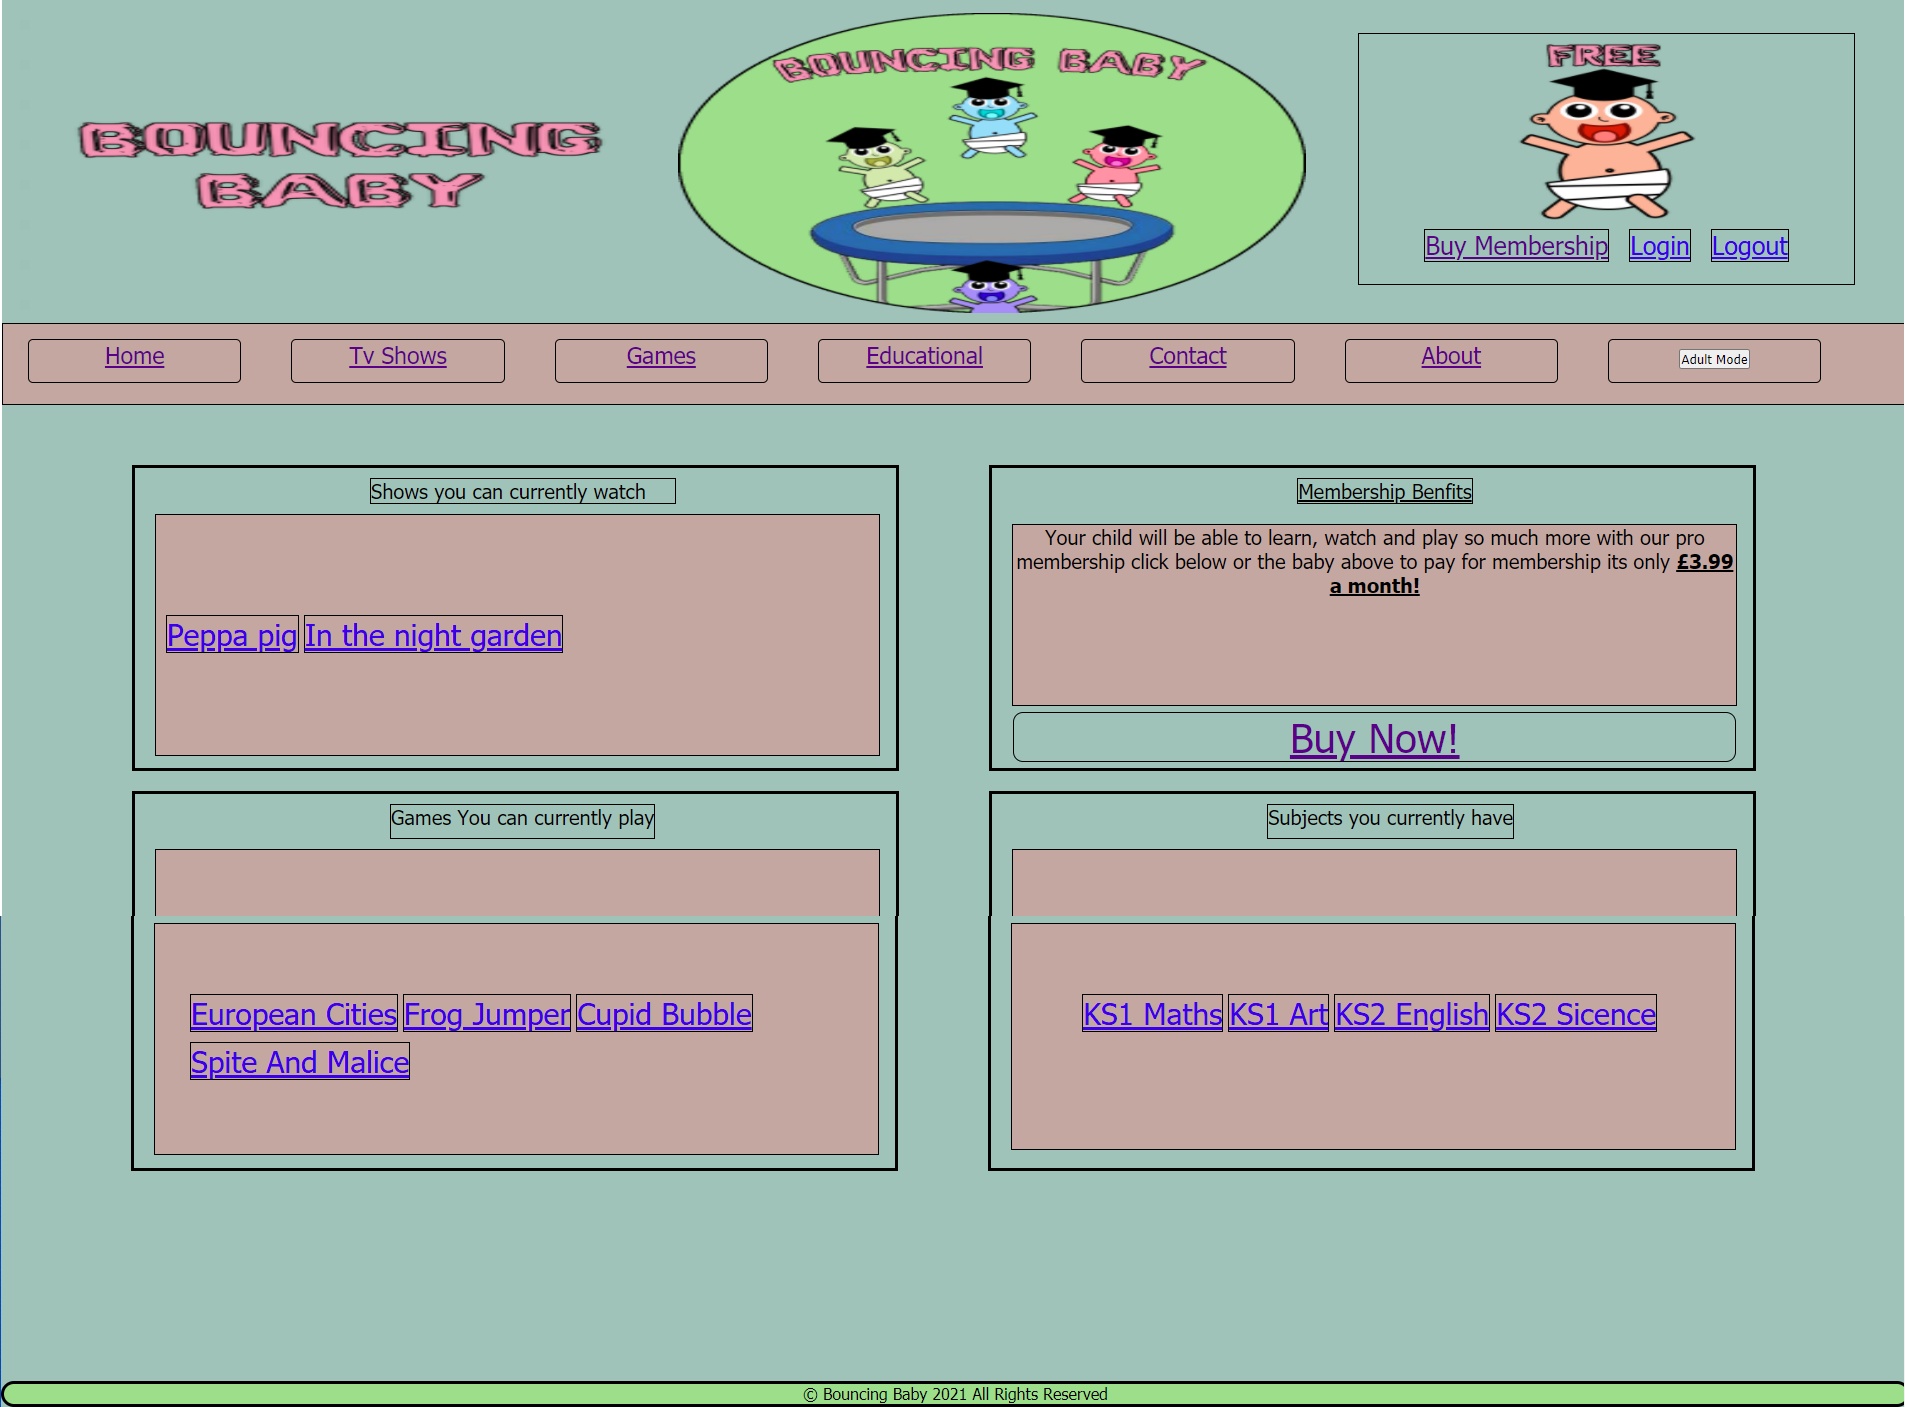 BOUNCING
BABY
BOUNCING BABY
FREE
Buy Membership Login Logout
Home Tv Shows Games Educational Contact About Adult Mode
Shows you can currently watch
Peppa pig In the night garden
Membership Benfits
Your child will be able to learn, watch and play so much more with our pro
membership click below or the baby above to pay for membership its only £3.99
a month!
Buy Now!
Games You can currently play
European Cities Frog Jumper Cupid Bubble
Spite And Malice
Subjects you currently have
KS1 Maths KS1 Art KS2 English KS2 Sicence
© Bouncing Baby 2021 All Rights Reserved